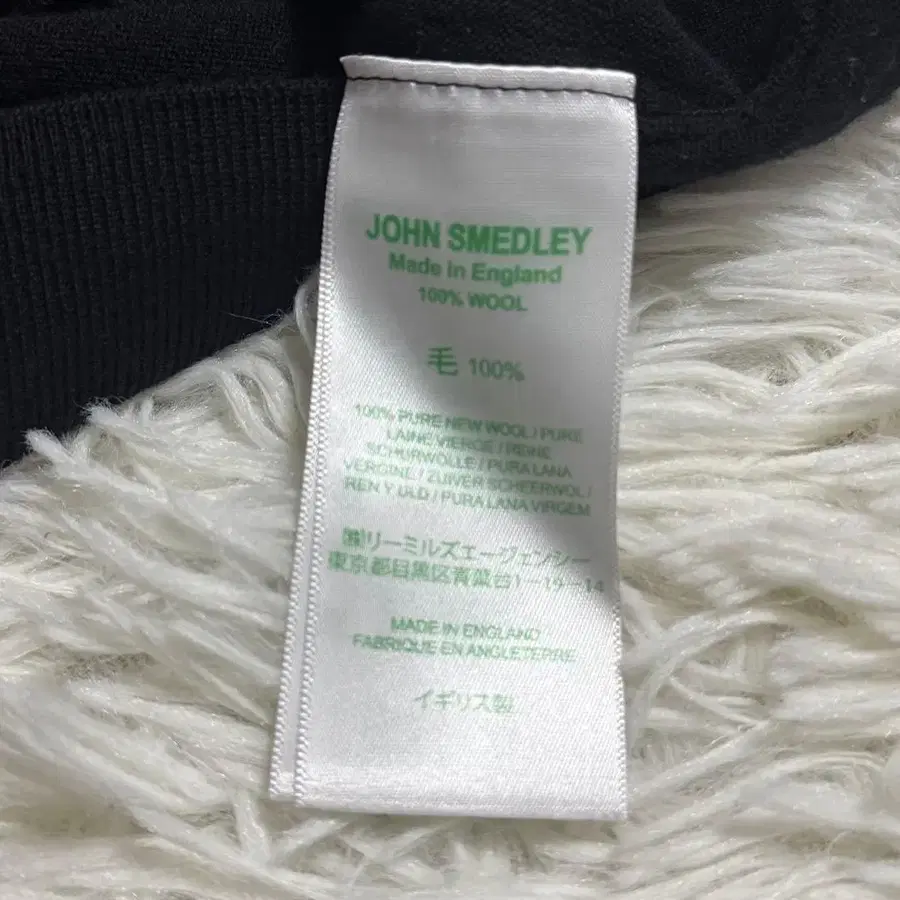 JOHN SMEDLEY
Made in England
100% WOOL
毛 100%
100% PURE NEW WOOL / PURE
LAINE VIERGE / REINE
SCHURWOLLE / PURA LANA
VERGINE / ZUIVER SCHEERWOL /
REN Y ULD / PURA LANA VIRGEM
㈱リーミルズエージェンシー
東京都目黒区青葉台1-19-14
MADE IN ENGLAND
FABRIQUE EN ANGLETERRE
イギリス製